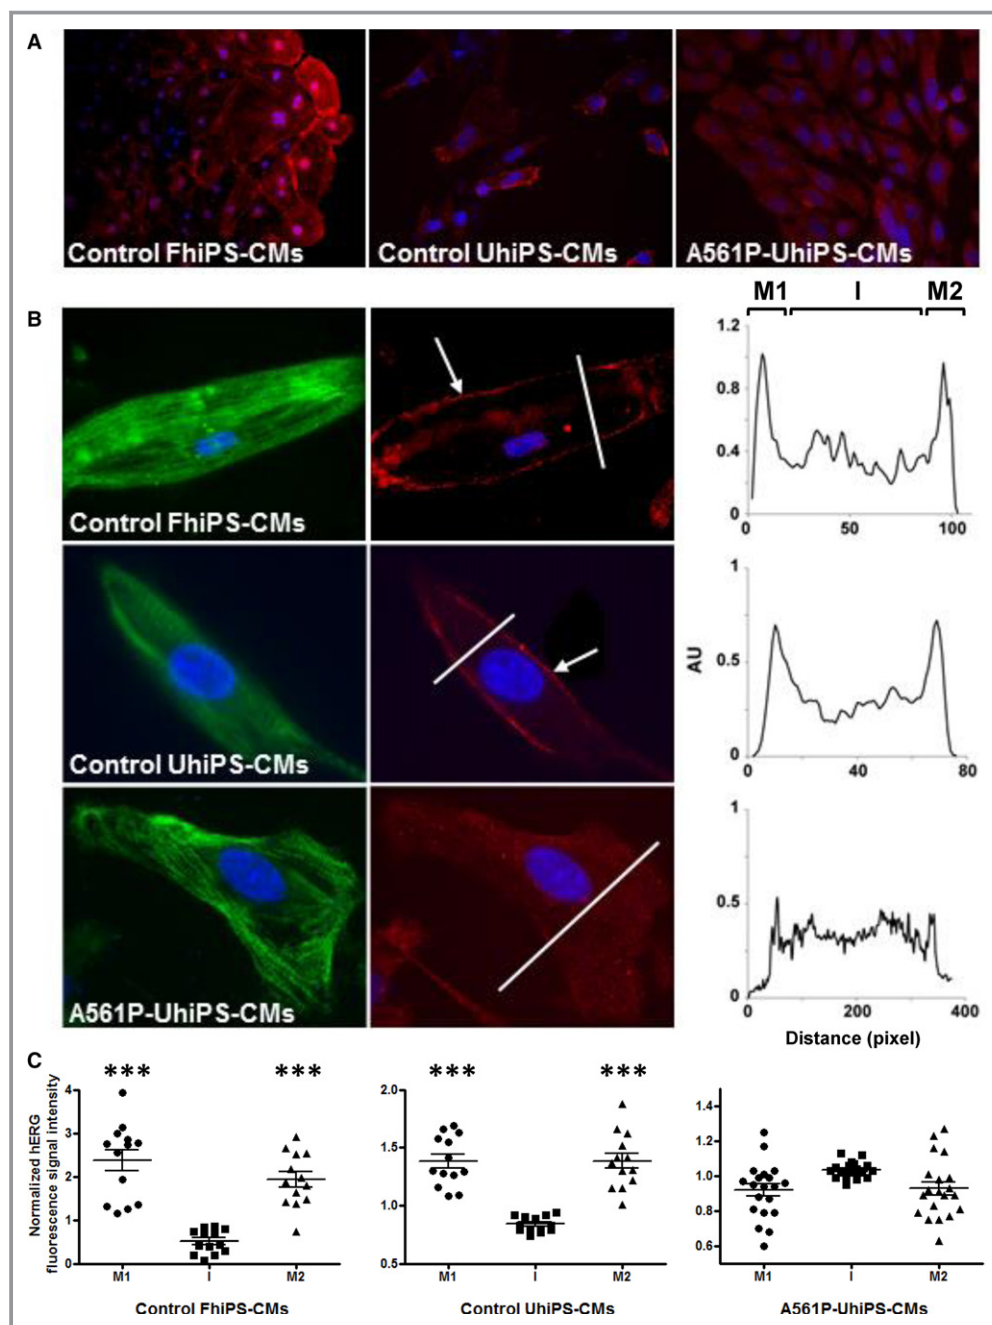 A
Control FhiPS-CMs
Control UhiPS-CMs
A561P-UhiPS-CMs
B
M1 I M2
Control FhiPS-CMs
1.2
0.8
0.4
0
0 50 100
Control UhiPS-CMs
AU
1
0.5
0
0 40 80
A561P-UhiPS-CMs
1
0.5
0
0 200 400
Distance (pixel)
C
Normalized hERG
fluorescence signal intensity
*** ***
4
3
2
1
0
M1 I M2
Control FhiPS-CMs
*** ***
2.0
1.5
1.0
0.5
M1 I M2
Control UhiPS-CMs
1.4
1.2
1.0
0.8
0.6
M1 I M2
A561P-UhiPS-CMs